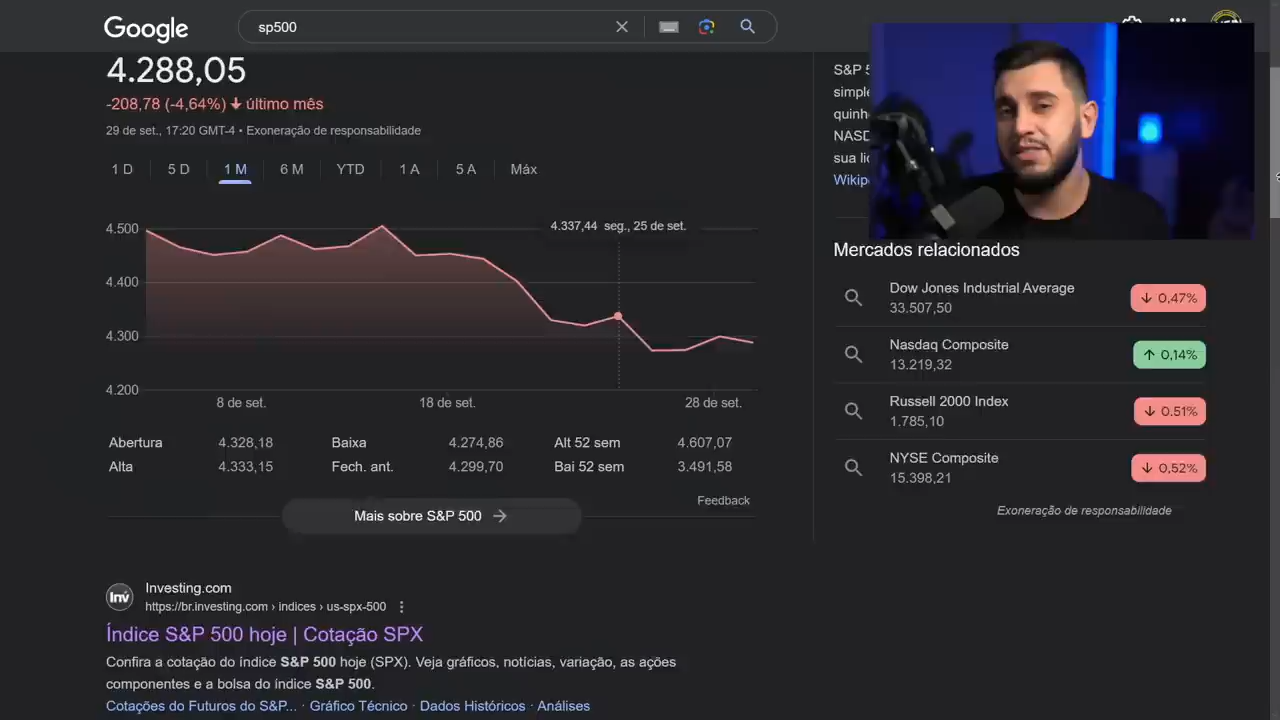 Google
sp500
4.288,05
-208,78 (-4,64%) ↓ último mês
29 de set., 17:20 GMT-4 • Exoneração de responsabilidade
1 D
5 D
1 M
6 M
YTD
1 A
5 A
Máx
4.337,44 seg., 25 de set.
4.500
4.400
4.300
4.200
8 de set.
18 de set.
28 de set.
Abertura 4.328,18
Baixa 4.274,86
Alt 52 sem 4.607,07
Alta 4.333,15
Fech. ant. 4.299,70
Bai 52 sem 3.491,58
Feedback
Mais sobre S&P 500 →
Inv
Investing.com
https://br.investing.com › indices › us-spx-500
Índice S&P 500 hoje | Cotação SPX
Confira a cotação do índice S&P 500 hoje (SPX). Veja gráficos, notícias, variação, as ações
componentes e a bolsa do índice S&P 500.
Cotações do Futuros do S&P... · Gráfico Técnico · Dados Históricos · Análises
S&P
simple
quinh
NASD
sua
Wikip
Mercados relacionados
Dow Jones Industrial Average
33.507,50
↓ 0,47%
Nasdaq Composite
13.219,32
↑ 0,14%
Russell 2000 Index
1.785,10
↓ 0.51%
NYSE Composite
15.398,21
↓ 0,52%
Exoneração de responsabilidade